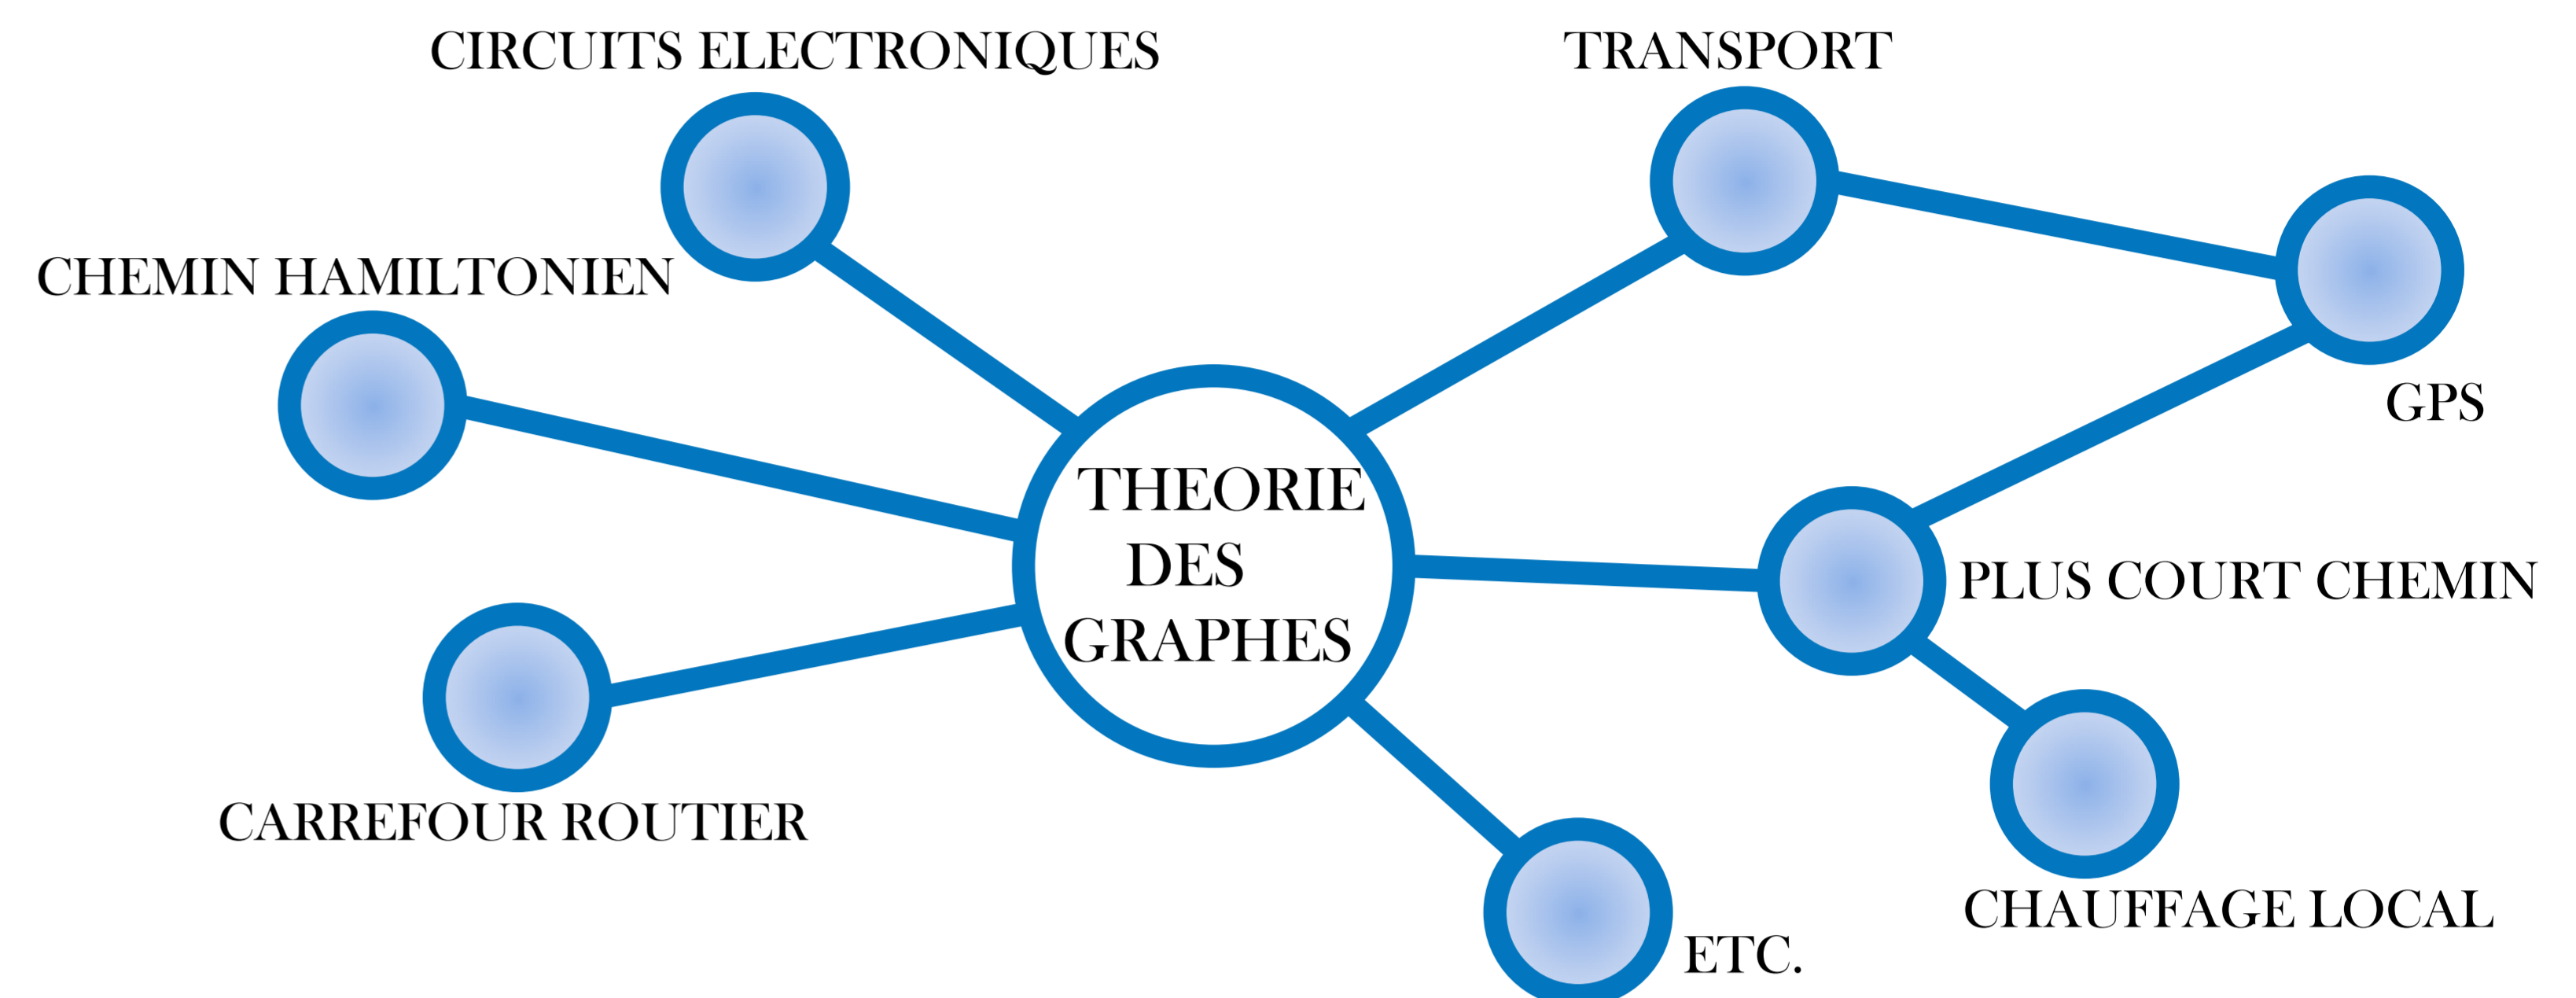 CIRCUITS ELECTRONIQUES
TRANSPORT
CHEMIN HAMILTONIEN
GPS
THEORIE
DES
GRAPHES
PLUS COURT CHEMIN
CARREFOUR ROUTIER
CHAUFFAGE LOCAL
ETC.